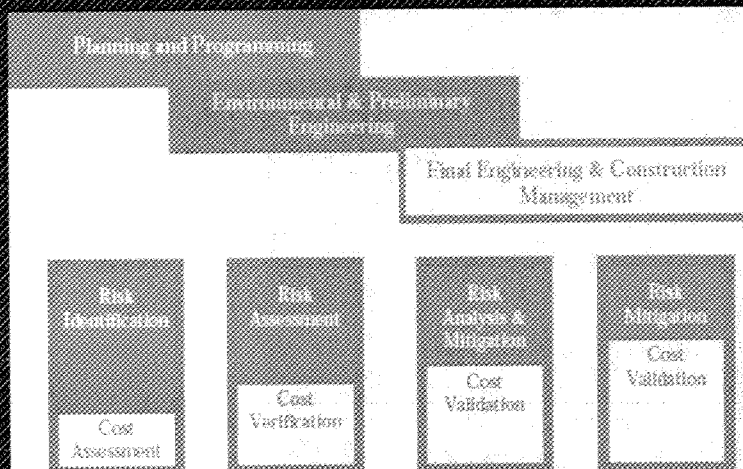 Planning and Programming
Environmental & Preliminary
Engineering
Final Engineering & Construction
Management
Risk
Identification
Cost
Assessment
Risk
Assessment
Cost
Verification
Risk
Analysis &
Mitigation
Cost
Validation
Risk
Mitigation
Cost
Validation